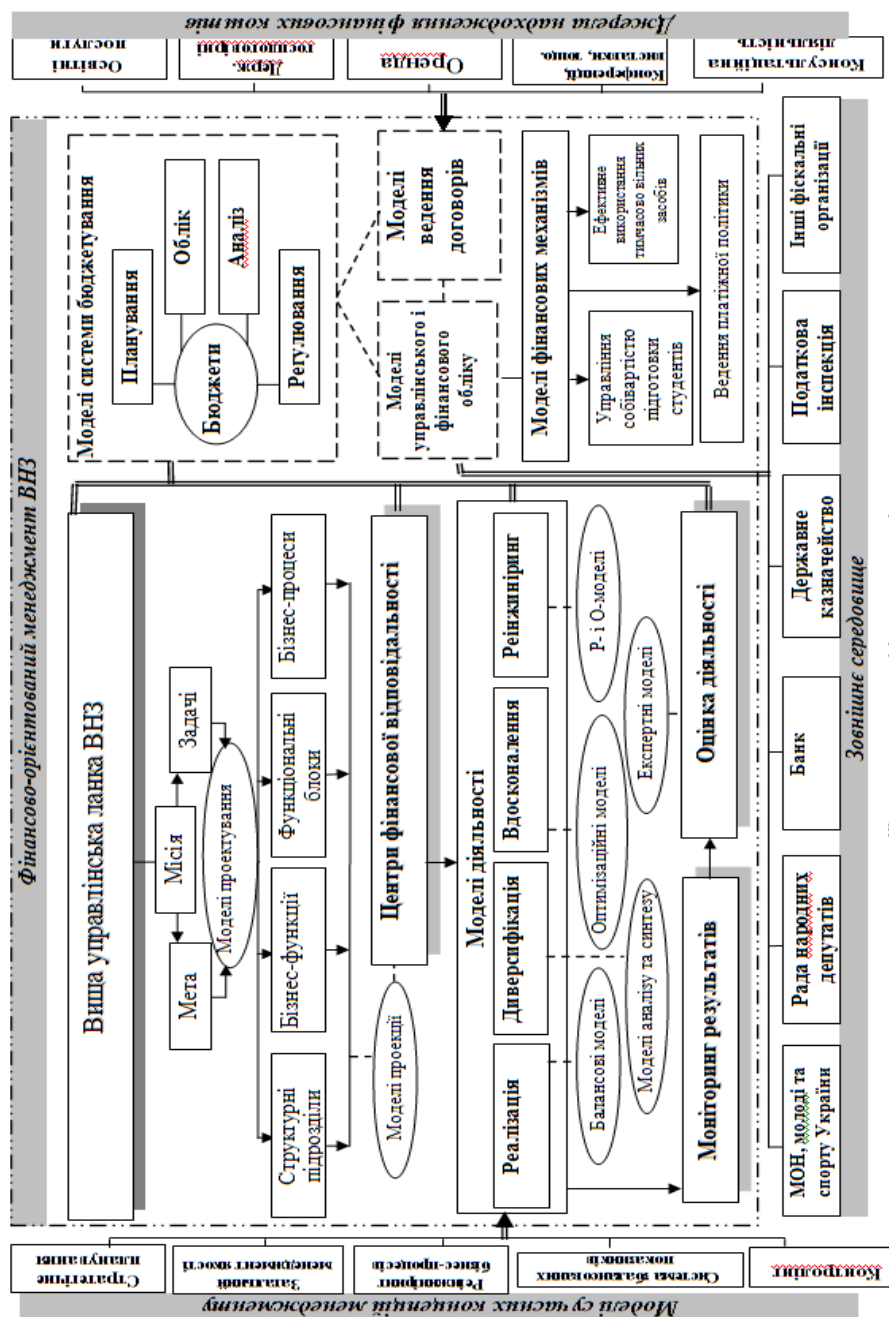 Фінансово-орієнтований менеджмент ВНЗ
Моделі сучасних концепцій менеджменту
Стратегічне
планування
Загальний
менеджмент якості
Реінжиніринг
бізнес-процесів
Система збалансованих
показників
Контролінг
Вища управлінська ланка ВНЗ
Мета
Місія
Задачі
Моделі проектування
Структурні
підрозділи
Бізнес-функції
Функціональні
блоки
Бізнес-процеси
Моделі проекції
Центри фінансової відповідальності
Моделі діяльності
Реалізація
Диверсифікація
Вдосконалення
Реінжиніринг
Балансові моделі
Оптимізаційні моделі
Р- і О-моделі
Моделі аналізу та синтезу
Експертні моделі
Моніторинг результатів
Оцінка діяльності
Моделі системи бюджетування
Планування
Облік
Бюджети
Аналіз
Регулювання
Моделі
управлінського і
фінансового
обліку
Моделі
ведення
договорів
Моделі фінансових механізмів
Управління
собівартістю
підготовки
студентів
Ефективне
використання
тимчасово вільних
засобів
Ведення платіжної політики
Джерела надходження фінансових коштів
Освітні
послуги
Держ.
госпдоговірні
Оренда
Конференції,
виставки, тощо.
Консультаційна
діяльність
МОН, молоді та
спорту України
Рада народних
депутатів
Банк
Державне
казначейство
Податкова
інспекція
Інші фіскальні
організації
Зовнішнє середовище